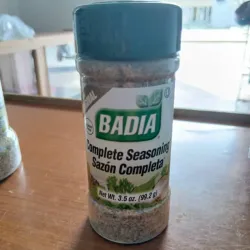 BADIA
Complete Seasoning
Sazón Completa
Net Wt. 3.5 oz (99.2 g)